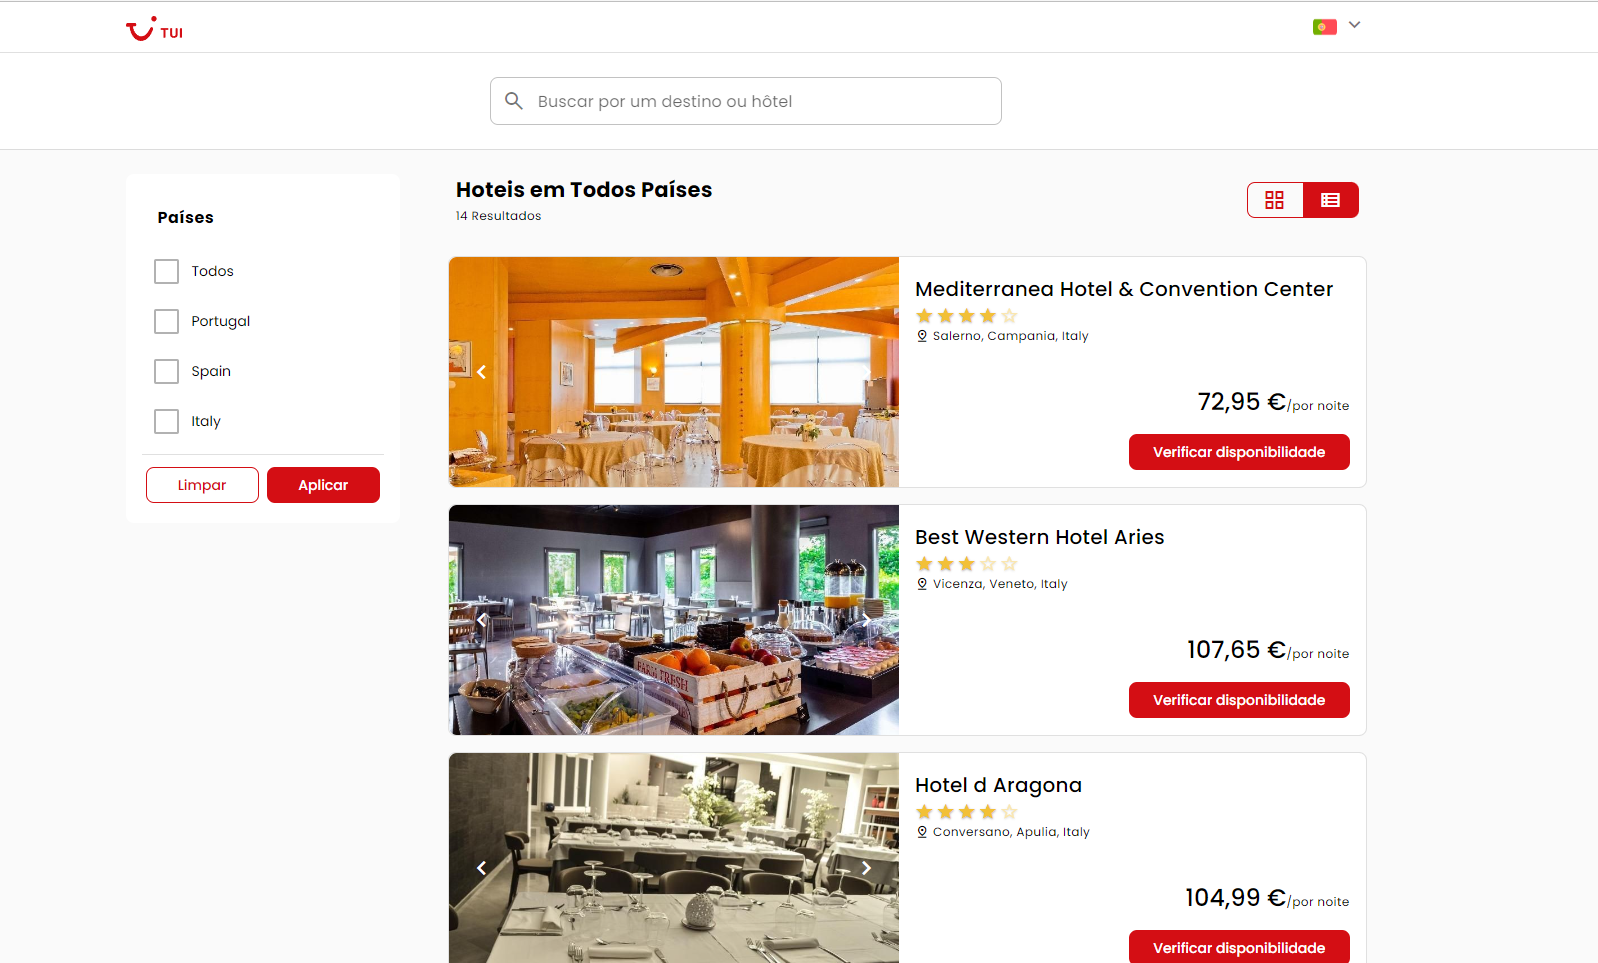 TUI
Buscar por um destino ou hôtel
Países
Todos
Portugal
Spain
Italy
Limpar
Aplicar
Hoteis em Todos Países
14 Resultados
Mediterranea Hotel & Convention Center
Salerno, Campania, Italy
72,95 €/por noite
Verificar disponibilidade
FARM FRESH
Best Western Hotel Aries
Vicenza, Veneto, Italy
107,65 €/por noite
Verificar disponibilidade
Hotel d Aragona
Conversano, Apulia, Italy
104,99 €/por noite
Verificar disponibilidade